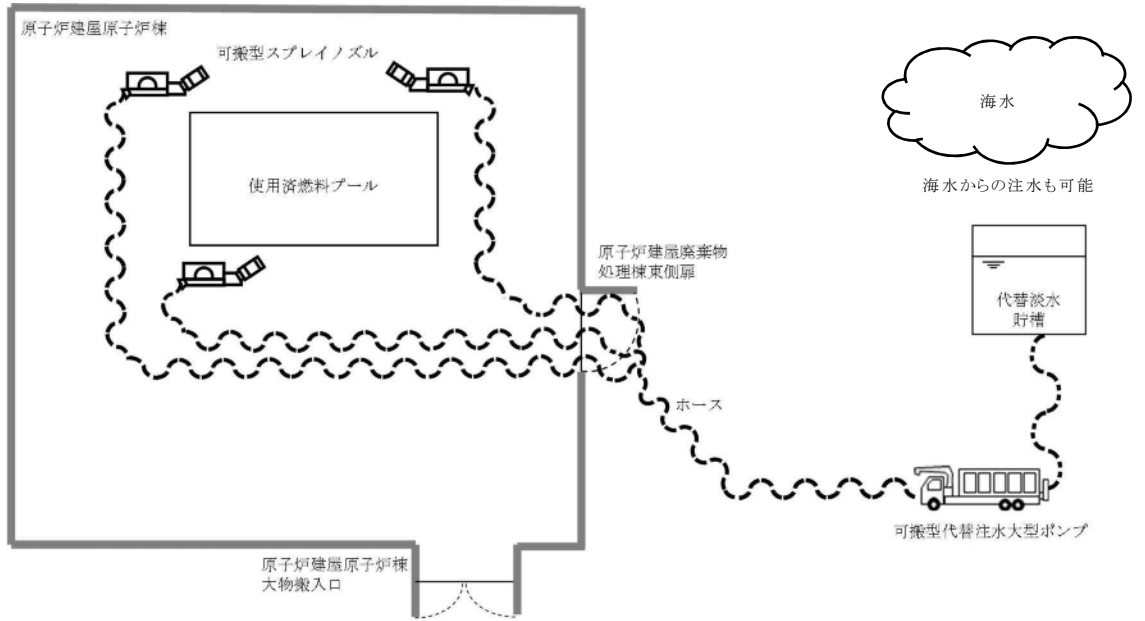 原子炉建屋原子炉棟
可搬型スプレイノズル
海水
使用済燃料プール
海水からの注水も可能
原子炉建屋廃棄物
処理棟東側扉
代替淡水
貯槽
ホース
可搬型代替注水大型ポンプ
原子炉建屋原子炉棟
大物搬入口